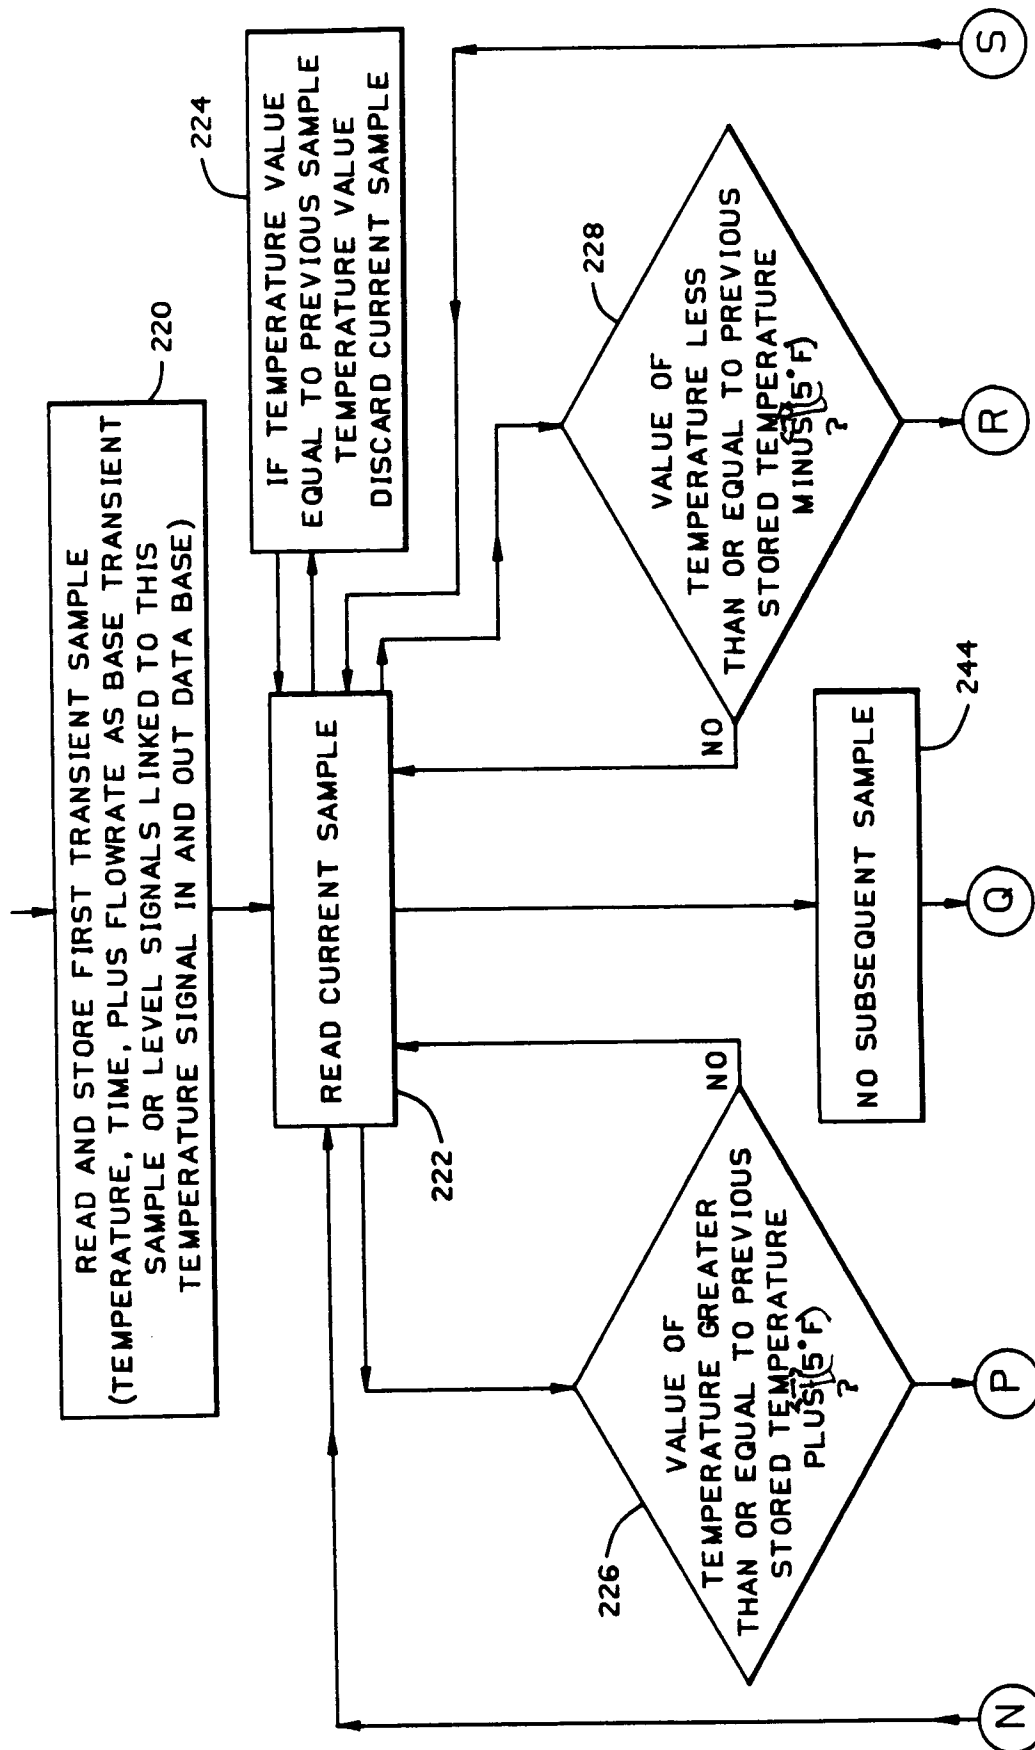 READ AND STORE FIRST TRANSIENT SAMPLE
(TEMPERATURE, TIME, PLUS FLOWRATE AS BASE TRANSIENT
SAMPLE OR LEVEL SIGNALS LINKED TO THIS
TEMPERATURE SIGNAL IN AND OUT DATA BASE)
220
READ CURRENT SAMPLE
222
IF TEMPERATURE VALUE
EQUAL TO PREVIOUS SAMPLE
TEMPERATURE VALUE
DISCARD CURRENT SAMPLE
224
VALUE OF
TEMPERATURE GREATER
THAN OR EQUAL TO PREVIOUS
STORED TEMPERATURE
PLUS (5°F)
?
226
NO
VALUE OF
TEMPERATURE LESS
THAN OR EQUAL TO PREVIOUS
STORED TEMPERATURE
MINUS (5°F)
?
228
NO
NO SUBSEQUENT SAMPLE
244
N
P
Q
R
S